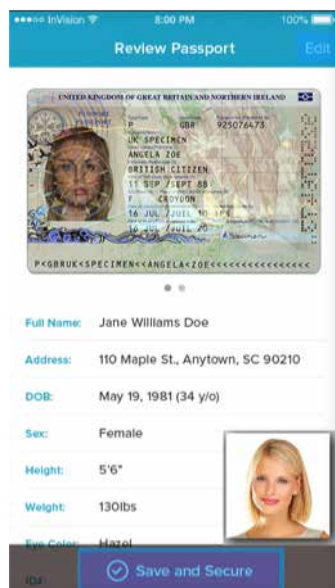 InVision 8:00 PM 100%
Review Passport Edit
UNITED KINGDOM OF GREAT BRITAIN AND NORTHERN IRELAND
PASSPORT
PASSEPORT
P GBR 925076473
UK SPECIMEN
ANGELA ZOE
BRITISH CITIZEN
11 SEP /SEPT 88
F CROYDON
16 JUL /JUIL 10
16 JUL /JUIL 20
P<GBRUK<SPECIMEN<<ANGELA<ZOE<<<<<<<<<<<<<<<<
Full Name: Jane Williams Doe
Address: 110 Maple St., Anytown, SC 90210
DOB: May 19, 1981 (34 y/o)
Sex: Female
Height: 5'6"
Weight: 130lbs
Eye Color: Hazel
ID#:
Save and Secure